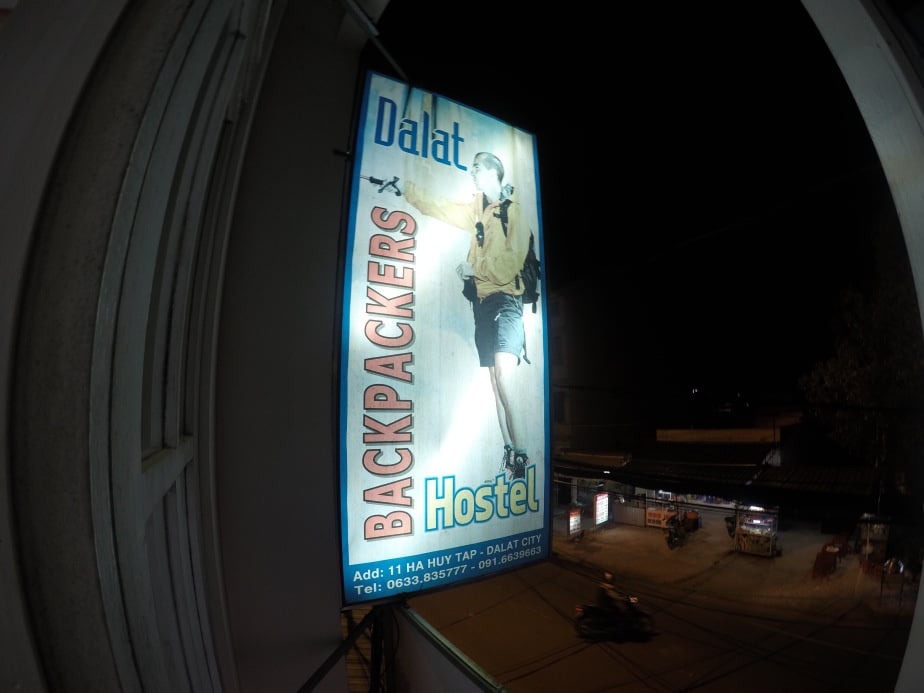 Dalat
BACKPACKERS
Hostel
Add: 11 HA HUY TAP - DALAT CITY
Tel: 0633.835777 - 091.6639663